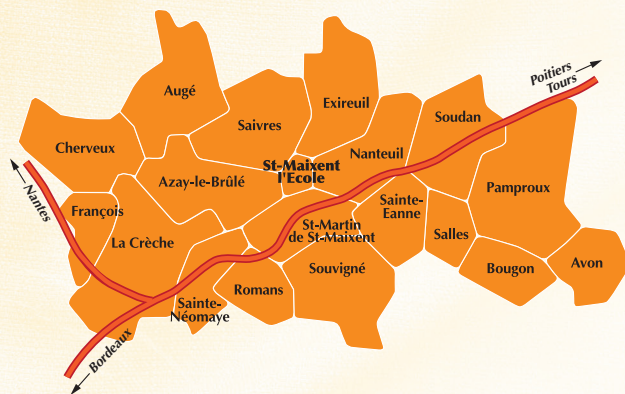 Poitiers
Tours
Augé
Exireuil
Saivres
Soudan
Cherveux
Nanteuil
St-Maixent
l'Ecole
Azay-le-Brûlé
Pamproux
Nantes
François
Sainte-
Eanne
St-Martin
de St-Maixent
Salles
La Crèche
Souvigné
Bougon
Avon
Romans
Sainte-
Néomaye
Bordeaux